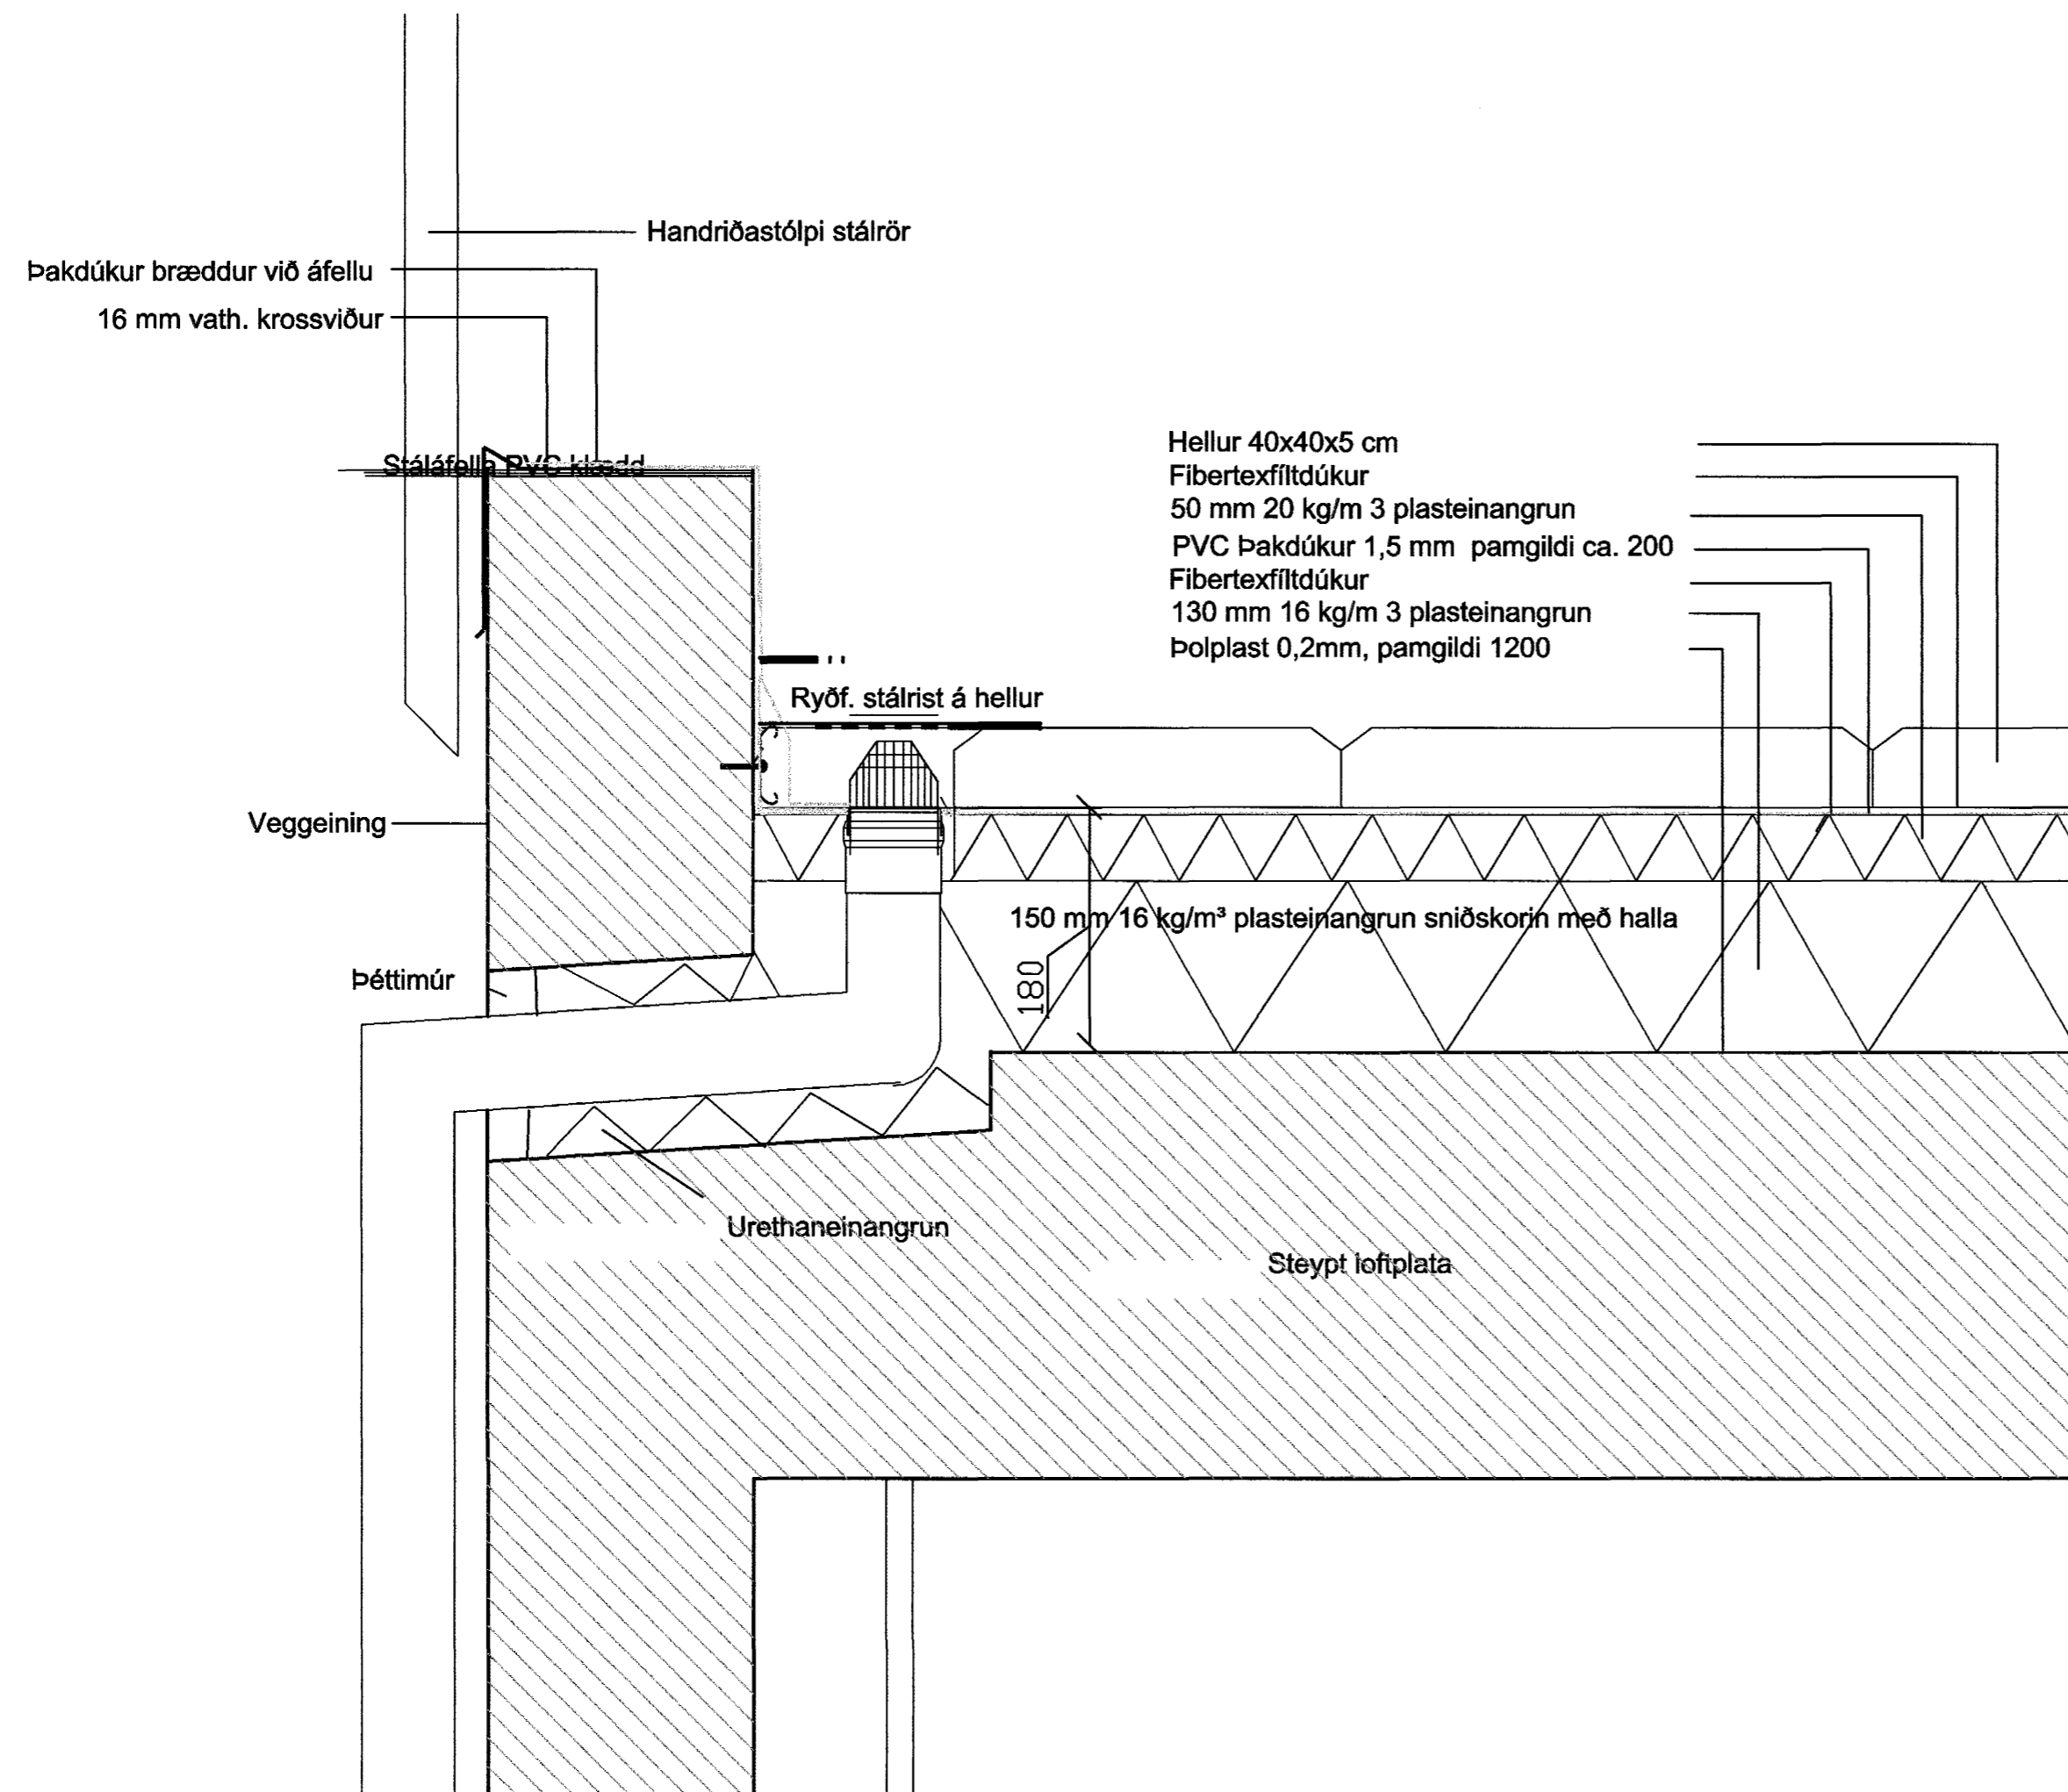 Handriðastólpi stálrör
Þakdúkur bræddur við áfellu
16 mm vath. krossviður
Stáláfella PVC klædd
Hellur 40x40x5 cm
Fibertexfíltdúkur
50 mm 20 kg/m 3 plasteinangrun
PVC Þakdúkur 1,5 mm pamgildi ca. 200
Fibertexfíltdúkur
130 mm 16 kg/m 3 plasteinangrun
Þolplast 0,2mm, pamgildi 1200
Ryðf. stálrist á hellur
Veggeining
150 mm 16 kg/m³ plasteinangrun sniðskorin með halla
Þéttimúr
180
Urethaneinangrun
Steypt loftplata